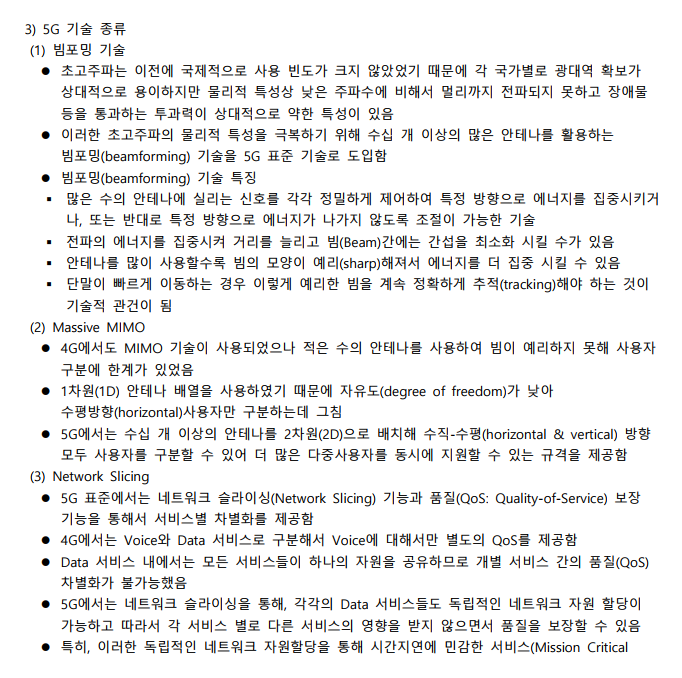 3) 5G 기술 종류
(1) 빔포밍 기술
● 초고주파는 이전에 국제적으로 사용 빈도가 크지 않았었기 때문에 각 국가별로 광대역 확보가
상대적으로 용이하지만 물리적 특성상 낮은 주파수에 비해서 멀리까지 전파되지 못하고 장애물
등을 통과하는 투과력이 상대적으로 약한 특성이 있음
● 이러한 초고주파의 물리적 특성을 극복하기 위해 수십 개 이상의 많은 안테나를 활용하는
빔포밍(beamforming) 기술을 5G 표준 기술로 도입함
● 빔포밍(beamforming) 기술 특징
▪ 많은 수의 안테나에 실리는 신호를 각각 정밀하게 제어하여 특정 방향으로 에너지를 집중시키거
나, 또는 반대로 특정 방향으로 에너지가 나가지 않도록 조절이 가능한 기술
▪ 전파의 에너지를 집중시켜 거리를 늘리고 빔(Beam)간에는 간섭을 최소화 시킬 수가 있음
▪ 안테나를 많이 사용할수록 빔의 모양이 예리(sharp)해져서 에너지를 더 집중 시킬 수 있음
▪ 단말이 빠르게 이동하는 경우 이렇게 예리한 빔을 계속 정확하게 추적(tracking)해야 하는 것이
기술적 관건이 됨
(2) Massive MIMO
● 4G에서도 MIMO 기술이 사용되었으나 적은 수의 안테나를 사용하여 빔이 예리하지 못해 사용자
구분에 한계가 있었음
● 1차원(1D) 안테나 배열을 사용하였기 때문에 자유도(degree of freedom)가 낮아
수평방향(horizontal)사용자만 구분하는데 그침
● 5G에서는 수십 개 이상의 안테나를 2차원(2D)으로 배치해 수직-수평(horizontal & vertical) 방향
모두 사용자를 구분할 수 있어 더 많은 다중사용자를 동시에 지원할 수 있는 규격을 제공함
(3) Network Slicing
● 5G 표준에서는 네트워크 슬라이싱(Network Slicing) 기능과 품질(QoS: Quality-of-Service) 보장
기능을 통해서 서비스별 차별화를 제공함
● 4G에서는 Voice와 Data 서비스로 구분해서 Voice에 대해서만 별도의 QoS를 제공함
● Data 서비스 내에서는 모든 서비스들이 하나의 자원을 공유하므로 개별 서비스 간의 품질(QoS)
차별화가 불가능했음
● 5G에서는 네트워크 슬라이싱을 통해, 각각의 Data 서비스들도 독립적인 네트워크 자원 할당이
가능하고 따라서 각 서비스 별로 다른 서비스의 영향을 받지 않으면서 품질을 보장할 수 있음
● 특히, 이러한 독립적인 네트워크 자원할당을 통해 시간지연에 민감한 서비스(Mission Critical